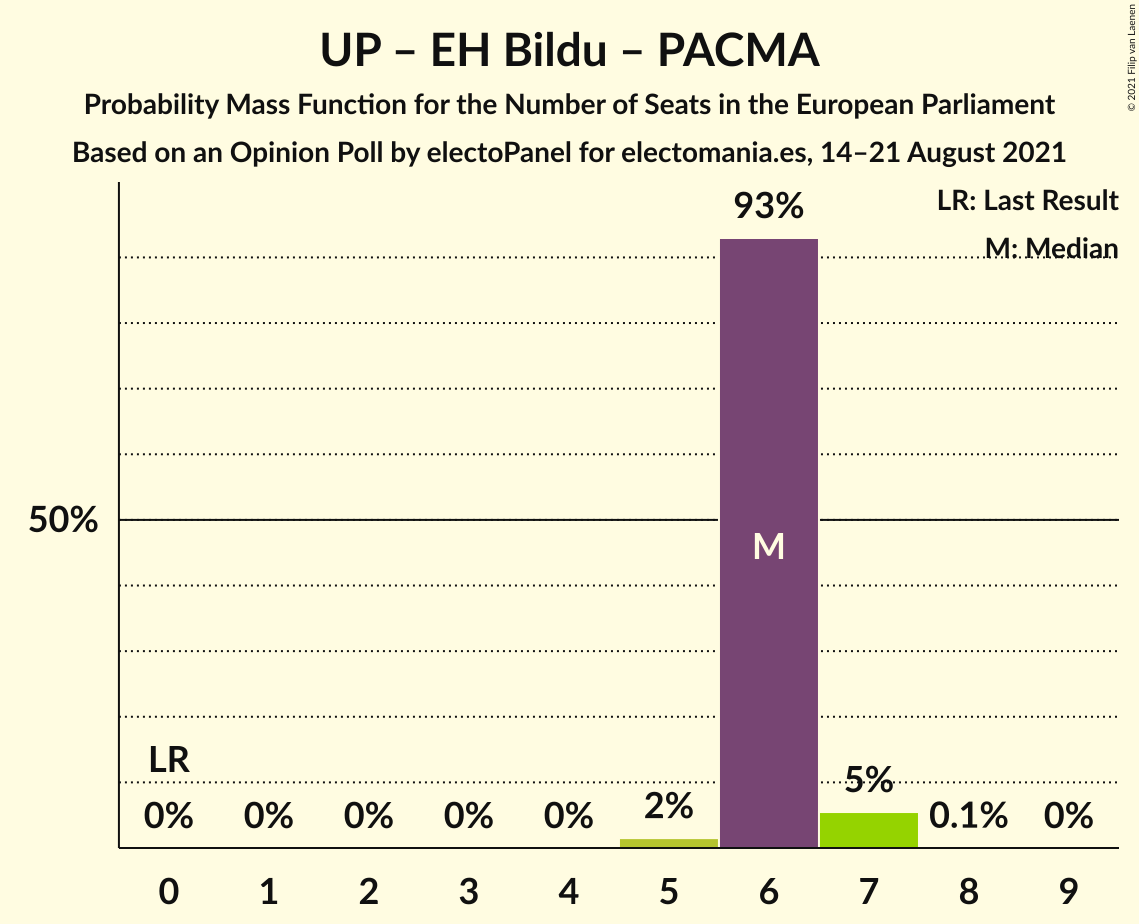 UP – EH Bildu – PACMA
Probability Mass Function for the Number of Seats in the European Parliament
Based on an Opinion Poll by electoPanel for electomania.es, 14–21 August 2021
© 2021 Filip van Laenen
LR: Last Result
M: Median
93%
50%
M
LR
0%
0%
0%
0%
0%
2%
5%
0.1%
0%
0
1
2
3
4
5
6
7
8
9